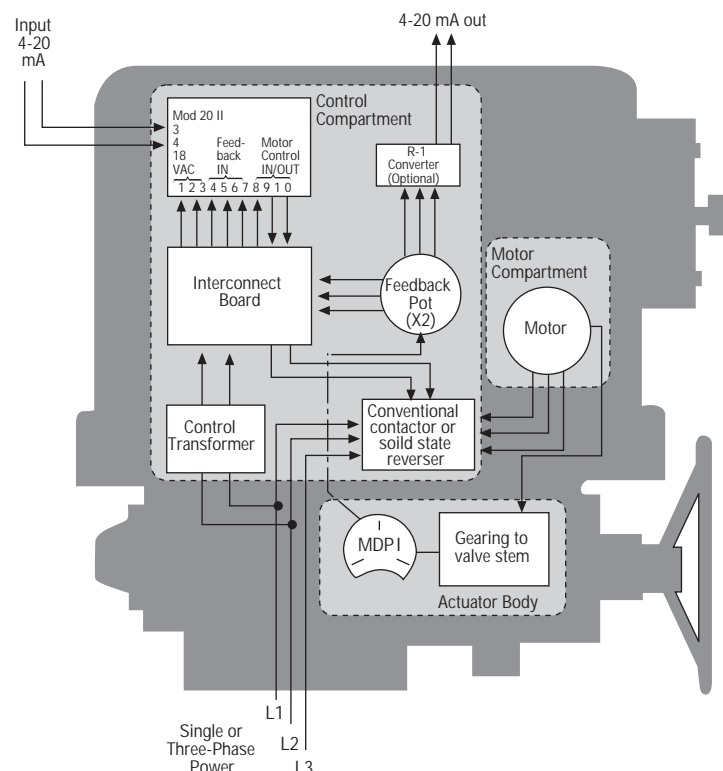 Input
4-20
mA
4-20 mA out
Control
Compartment
Mod 20 II
3
4
18
VAC
Feed-
back
IN
Motor
Control
IN/OUT
1 2 3 4 5 6 7 8 9 1 0
R-1
Converter
(Optional)
Interconnect
Board
Feedback
Pot
(X2)
Motor
Compartment
Motor
Control
Transformer
Conventional
contactor or
soild state
reverser
MDPI
Gearing to
valve stem
Actuator Body
L1
L2
L3
Single or
Three-Phase
Power